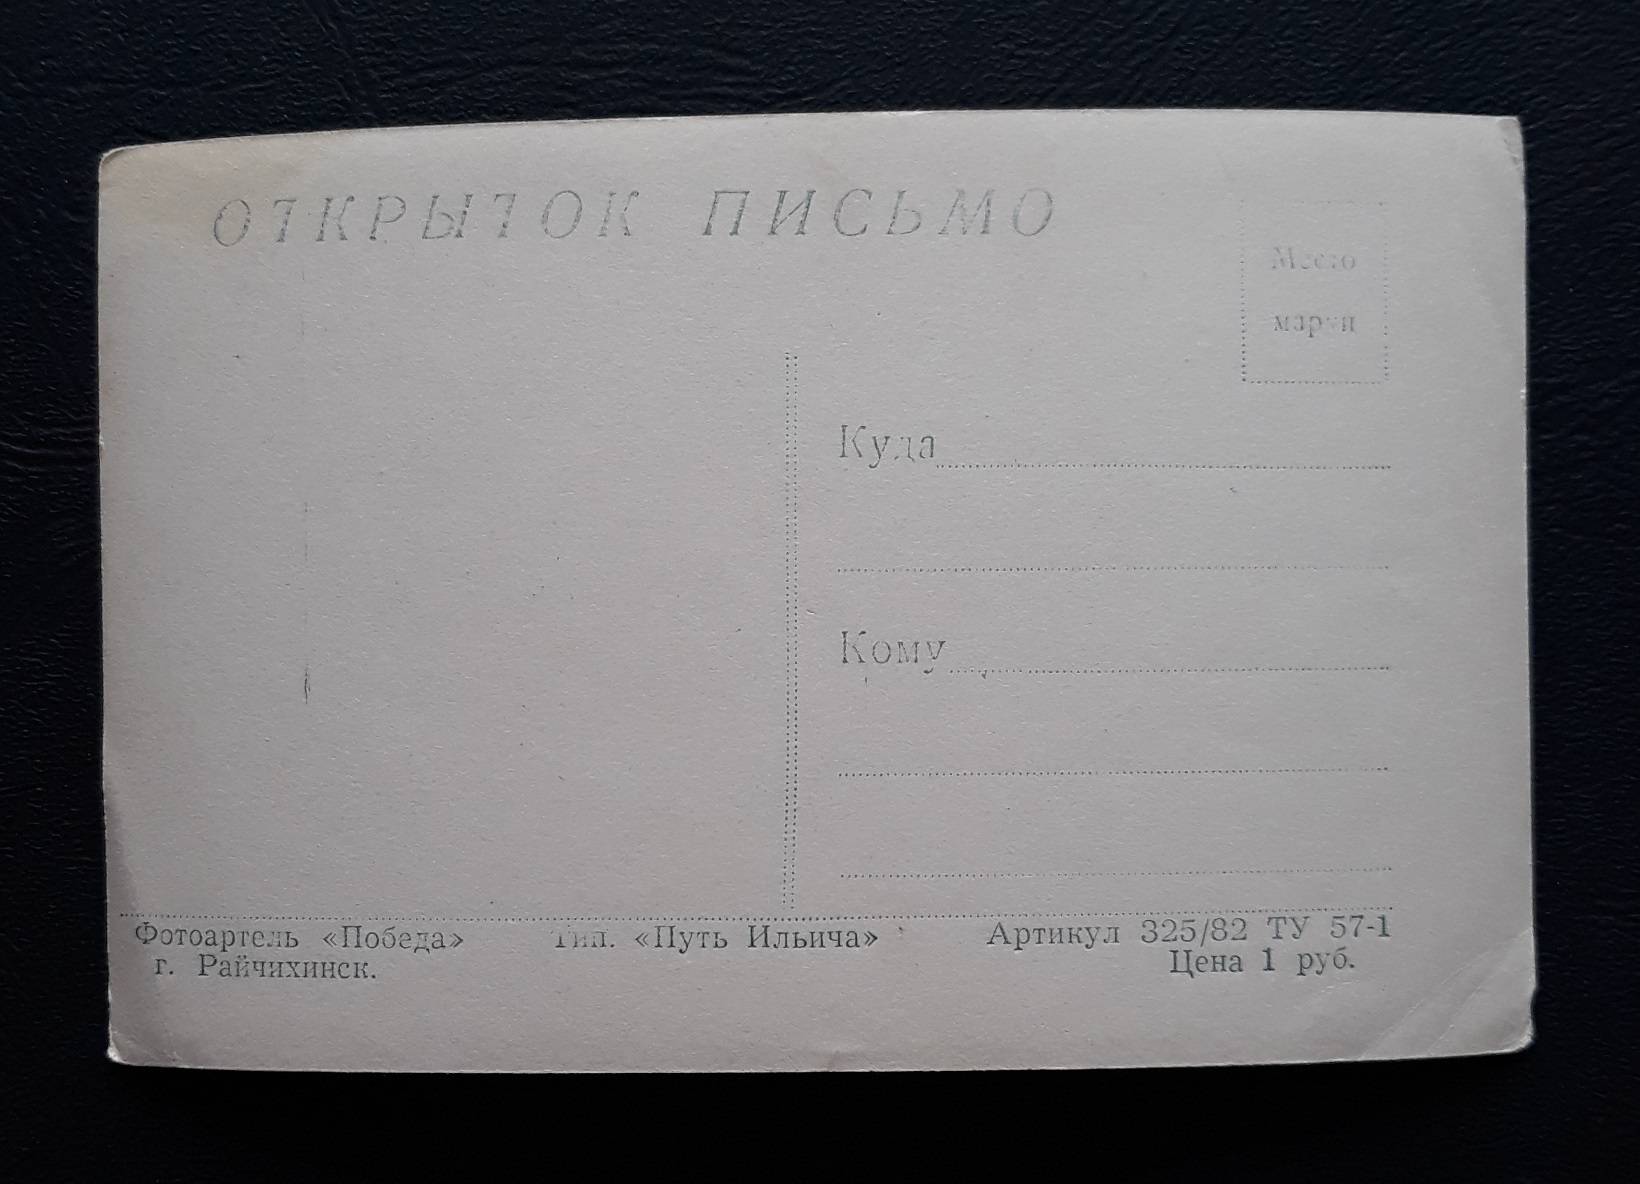 ОТКРЫТОК ПИСЬМО
Место
марки
Куда
Кому
Фотоартель «Победа» Тип. «Путь Ильича» Артикул 325/82 ТУ 57-1
г. Райчихинск. Цена 1 руб.